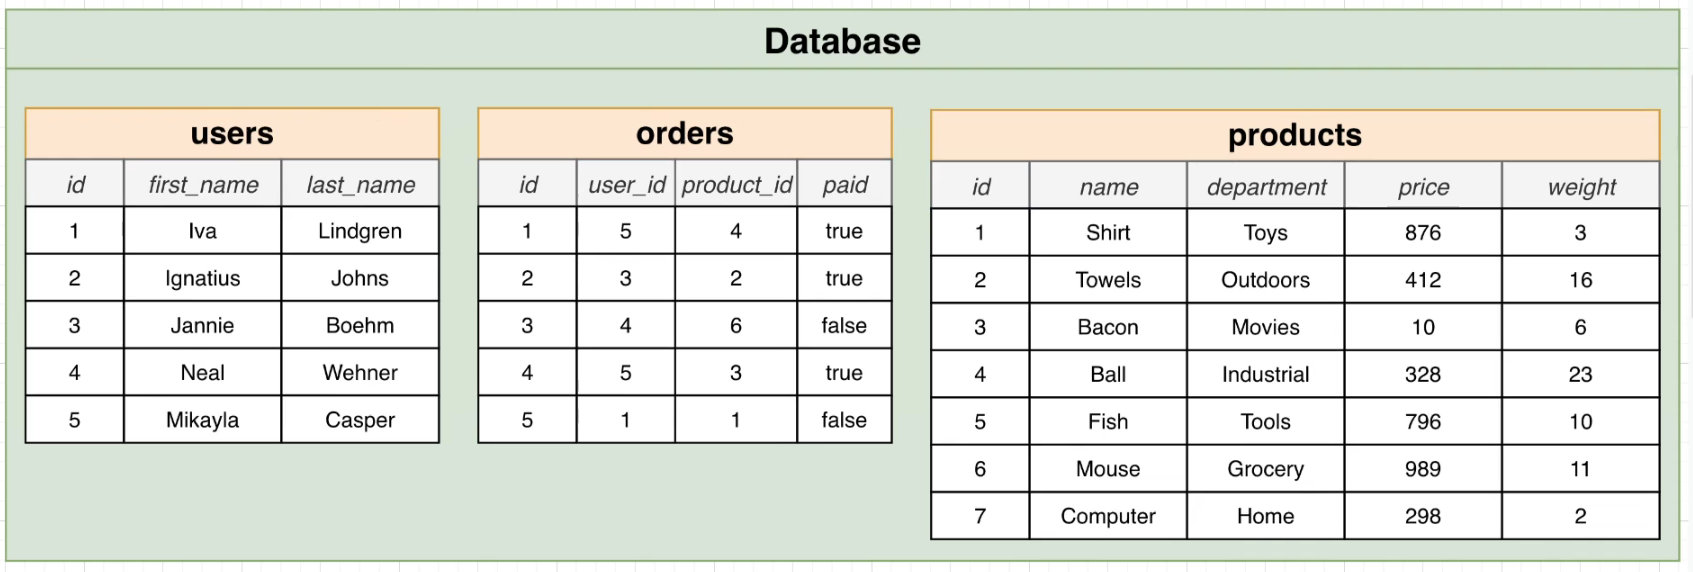 Database
users
id first_name last_name
1 Iva Lindgren
2 Ignatius Johns
3 Jannie Boehm
4 Neal Wehner
5 Mikayla Casper
orders
id user_id product_id paid
1 5 4 true
2 3 2 true
3 4 6 false
4 5 3 true
5 1 1 false
products
id name department price weight
1 Shirt Toys 876 3
2 Towels Outdoors 412 16
3 Bacon Movies 10 6
4 Ball Industrial 328 23
5 Fish Tools 796 10
6 Mouse Grocery 989 11
7 Computer Home 298 2